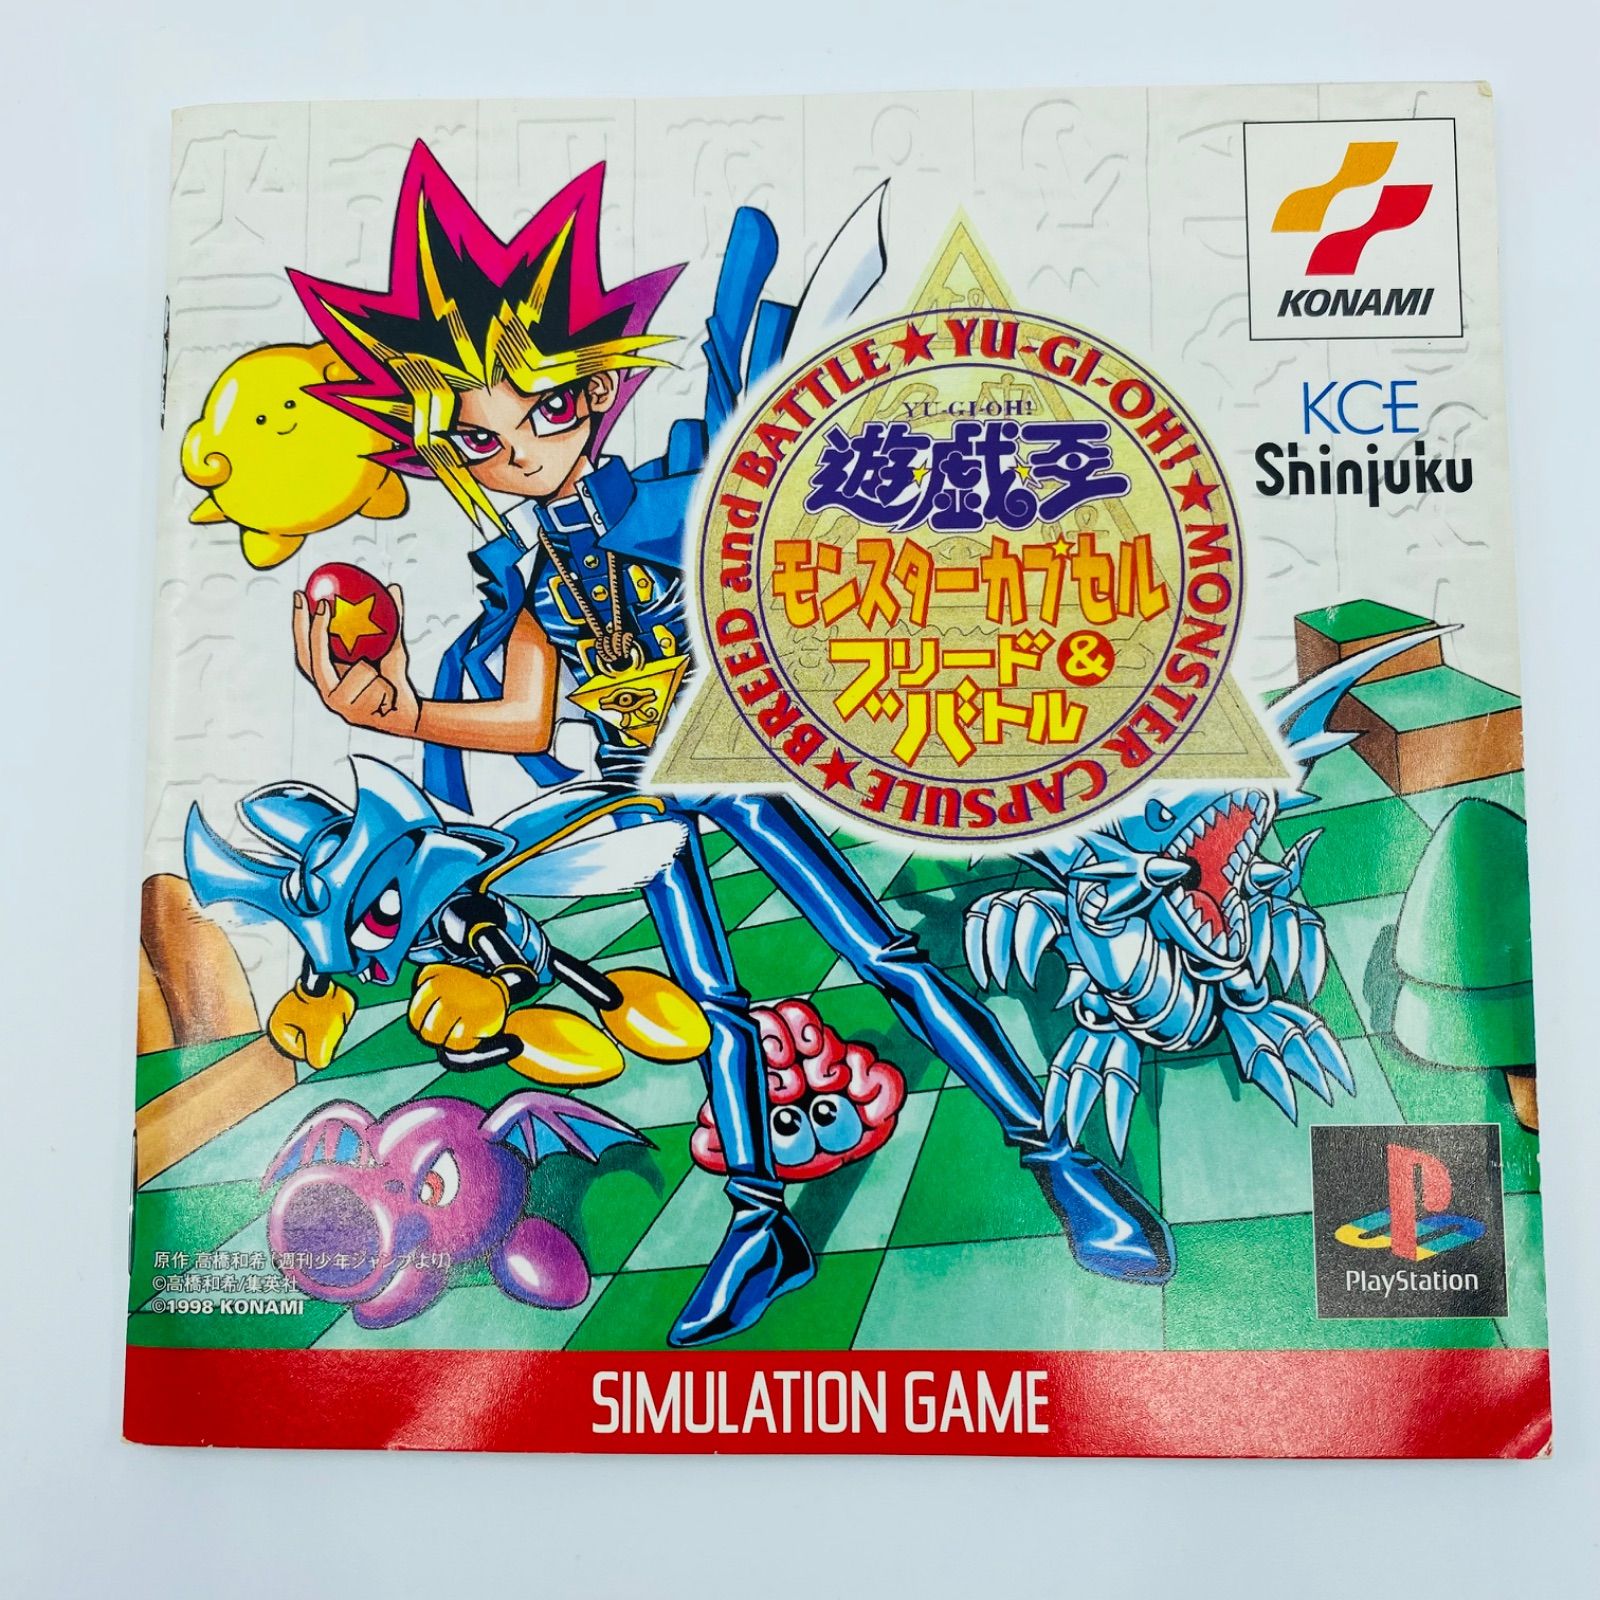 KONAMI
KCE
Shinjuku
BREED and BATTLE★YU-GI-OH!★MONSTER CAPSULE★
YU-GI-OH!
遊☆戯☆王
モンスターカプセル
ブリード&
バトル
原作 高橋和希(週刊少年ジャンプより)
©高橋和希/集英社
©1998 KONAMI
PlayStation
SIMULATION GAME